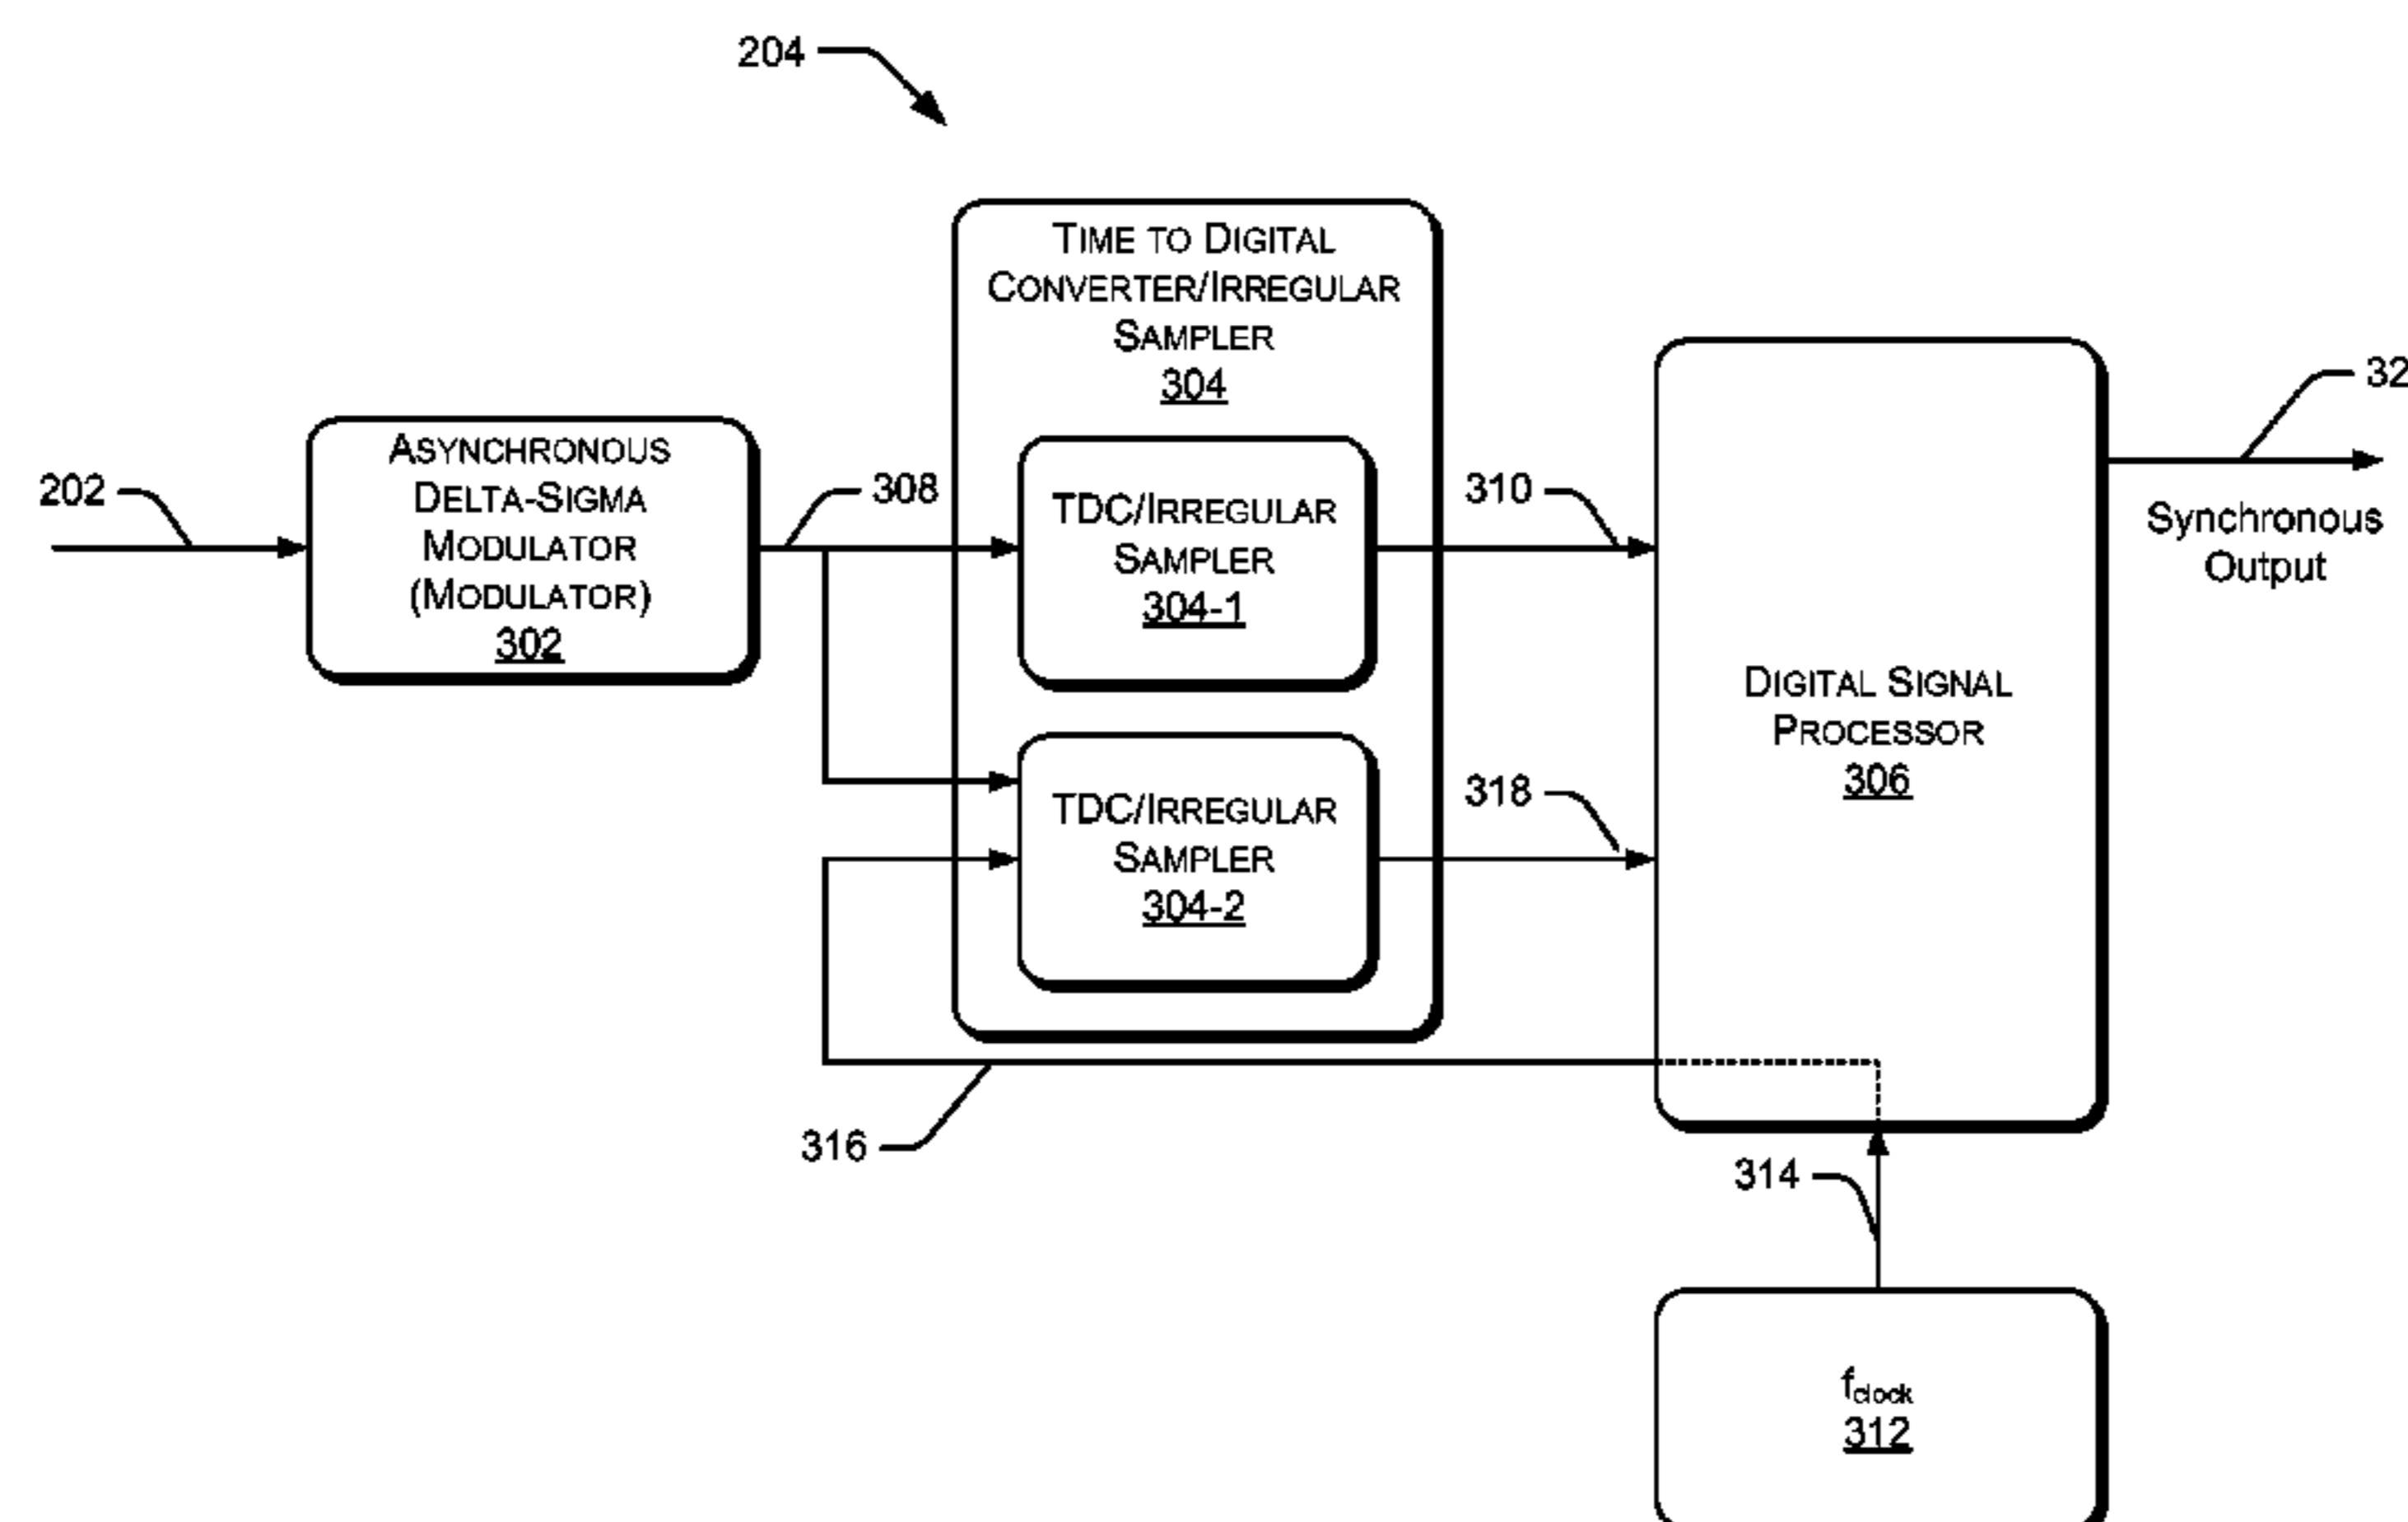 204
TIME TO DIGITAL
CONVERTER/IRREGULAR
SAMPLER
304
ASYNCHRONOUS
DELTA-SIGMA
MODULATOR
(MODULATOR)
302
202
308
TDC/IRREGULAR
SAMPLER
304-1
310
TDC/IRREGULAR
SAMPLER
304-2
318
DIGITAL SIGNAL
PROCESSOR
306
Synchronous
Output
316
314
fclock
312